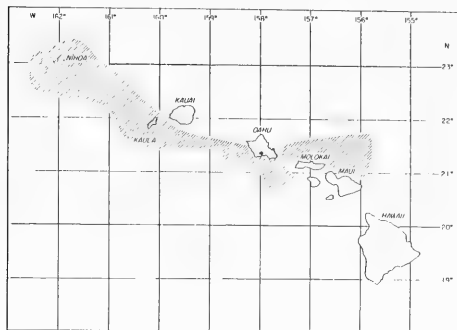 W 162° 161° 160° 159° 158° 157° 156° 155°
N
NIHOA
23°
KAUAI
22°
KAULA
OAHU
MOLOKAI
21°
MAUI
HAWAII
20°
19°